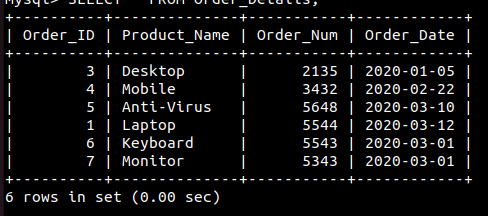 mysql> SELECT * FROM Order_Details;
+----------+--------------+-----------+------------+
| Order_ID | Product_Name | Order_Num | Order_Date |
+----------+--------------+-----------+------------+
|        3 | Desktop      |      2135 | 2020-01-05 |
|        4 | Mobile       |      3432 | 2020-02-22 |
|        5 | Anti-Virus   |      5648 | 2020-03-10 |
|        1 | Laptop       |      5544 | 2020-03-12 |
|        6 | Keyboard     |      5543 | 2020-03-01 |
|        7 | Monitor      |      5343 | 2020-03-01 |
+----------+--------------+-----------+------------+
6 rows in set (0.00 sec)